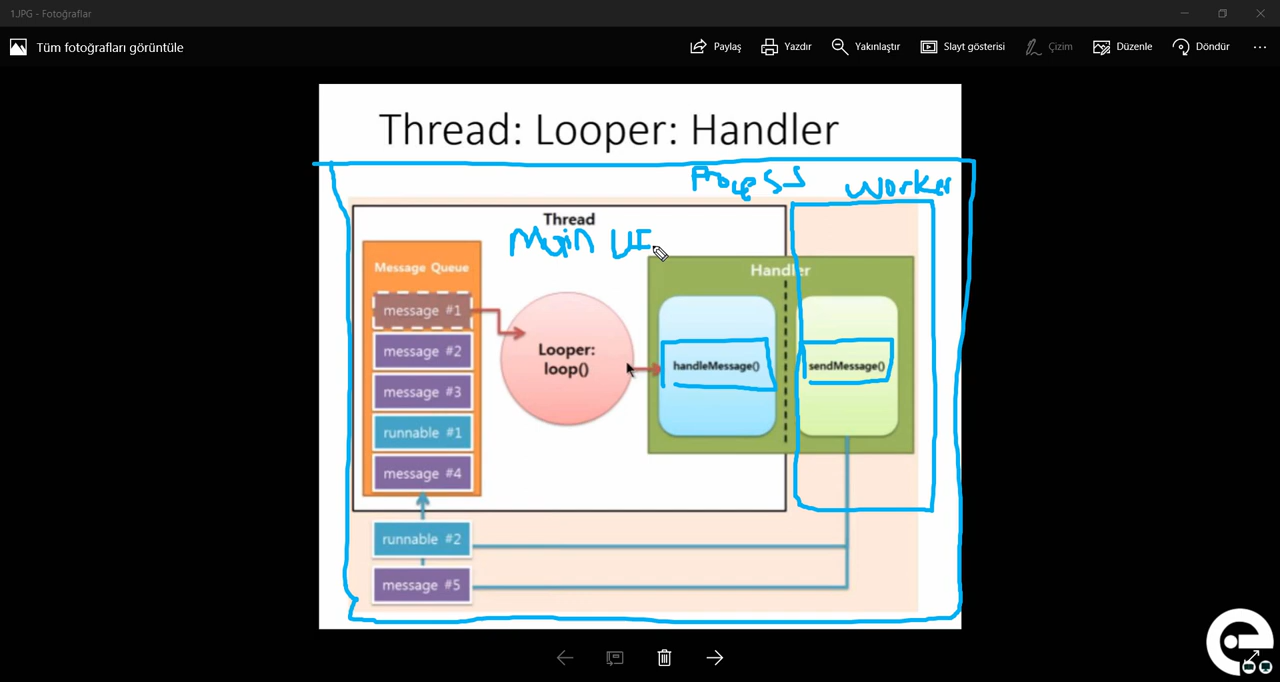 1.JPG - Fotoğraflar
Tüm fotoğrafları görüntüle
Paylaş
Yazdır
Yakınlaştır
Slayt gösterisi
Çizim
Düzenle
Döndür
Thread: Looper: Handler
Process
Worker
Thread
Main UI
Message Queue
message #1
message #2
message #3
runnable #1
message #4
Looper:
loop()
Handler
handleMessage()
sendMessage()
runnable #2
message #5